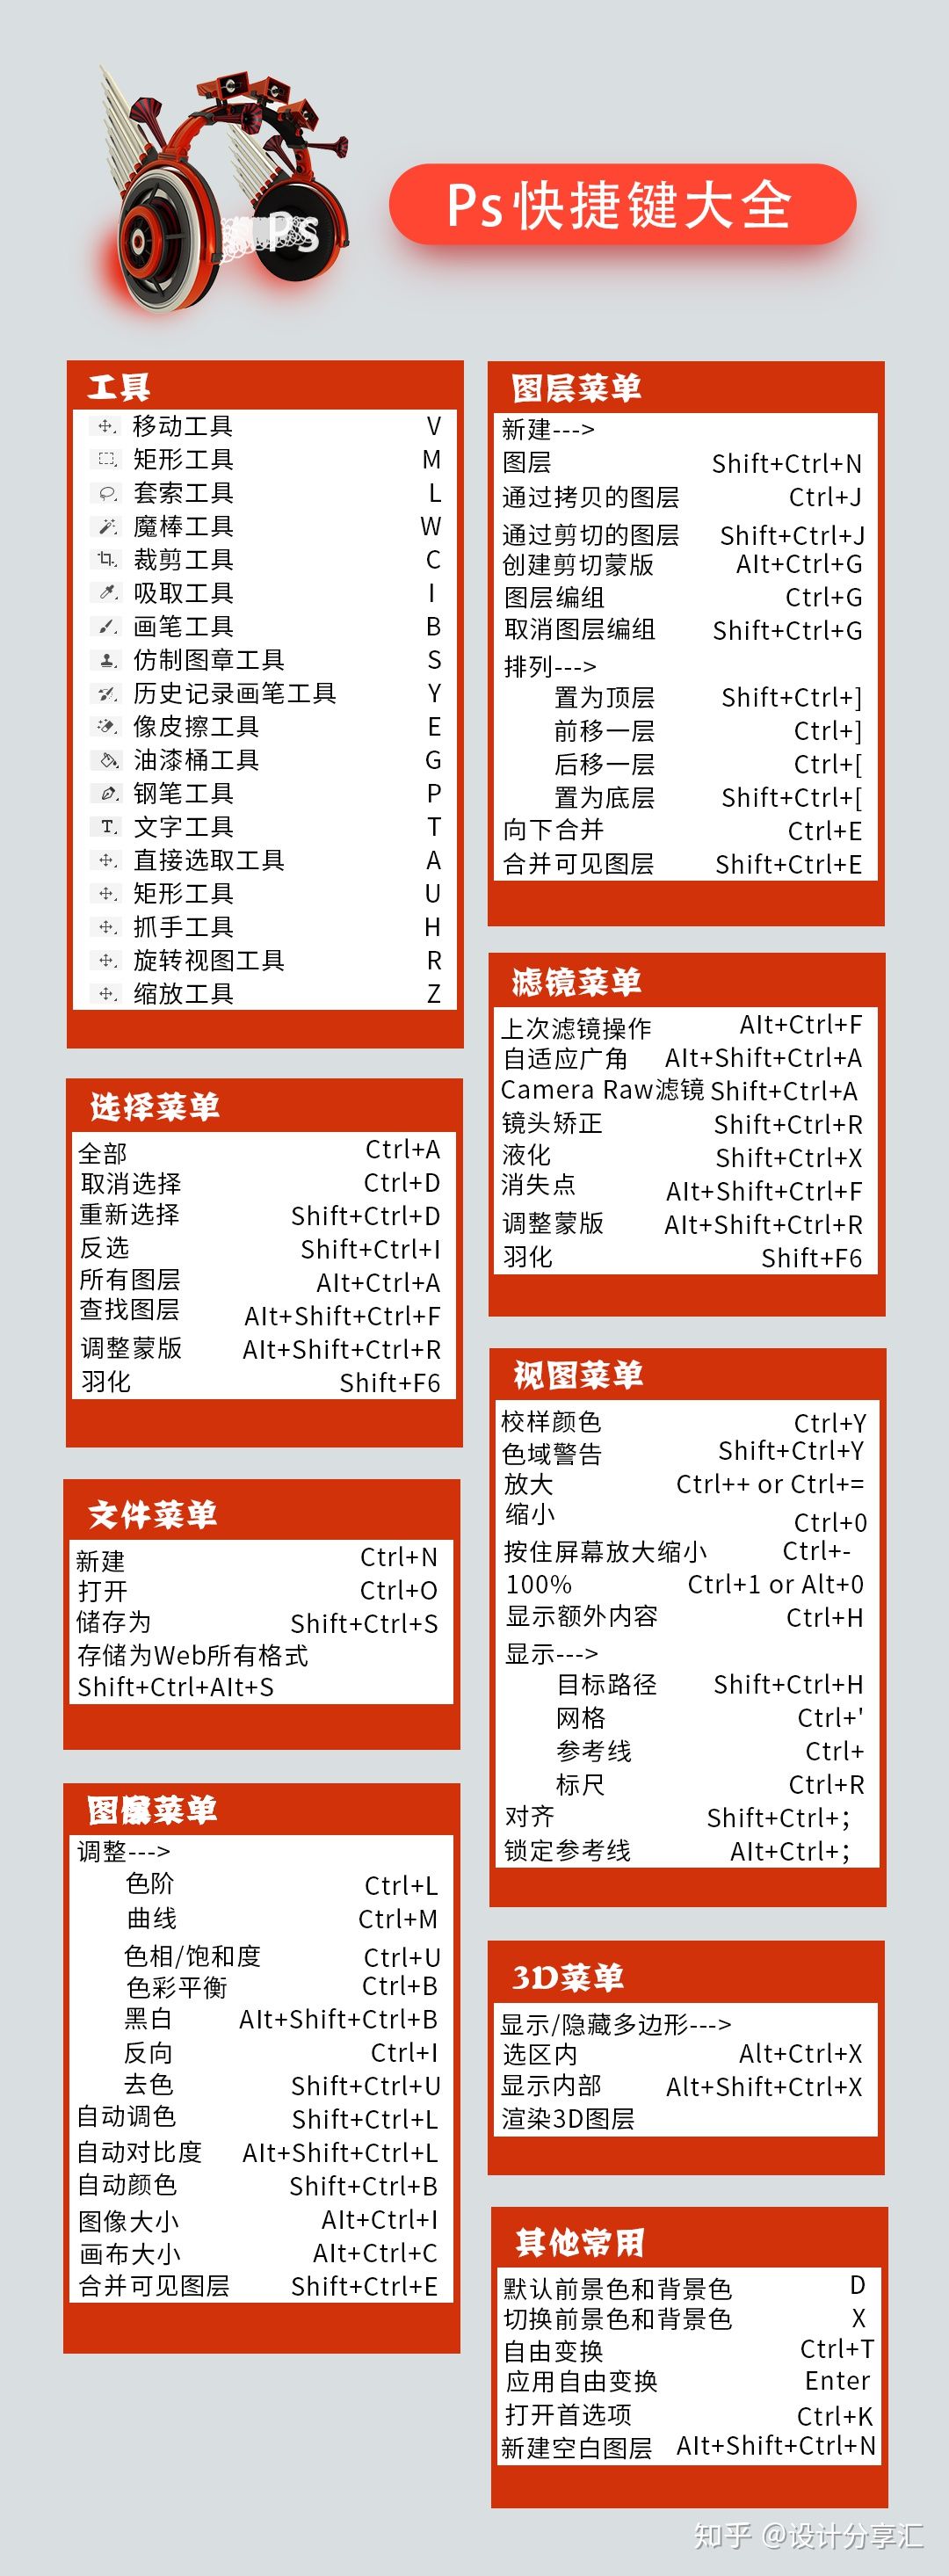 Ps
Ps快捷键大全
工具
移动工具 V
矩形工具 M
套索工具 L
魔棒工具 W
裁剪工具 C
吸取工具 I
画笔工具 B
仿制图章工具 S
历史记录画笔工具 Y
像皮擦工具 E
油漆桶工具 G
钢笔工具 P
文字工具 T
直接选取工具 A
矩形工具 U
抓手工具 H
旋转视图工具 R
缩放工具 Z
选择菜单
全部 Ctrl+A
取消选择 Ctrl+D
重新选择 Shift+Ctrl+D
反选 Shift+Ctrl+I
所有图层 Alt+Ctrl+A
查找图层 Alt+Shift+Ctrl+F
调整蒙版 Alt+Shift+Ctrl+R
羽化 Shift+F6
文件菜单
新建 Ctrl+N
打开 Ctrl+O
储存为 Shift+Ctrl+S
存储为Web所有格式
Shift+Ctrl+Alt+S
图像菜单
调整--->
色阶 Ctrl+L
曲线 Ctrl+M
色相/饱和度 Ctrl+U
色彩平衡 Ctrl+B
黑白 Alt+Shift+Ctrl+B
反向 Ctrl+I
去色 Shift+Ctrl+U
自动调色 Shift+Ctrl+L
自动对比度 Alt+Shift+Ctrl+L
自动颜色 Shift+Ctrl+B
图像大小 Alt+Ctrl+I
画布大小 Alt+Ctrl+C
合并可见图层 Shift+Ctrl+E
图层菜单
新建--->
图层 Shift+Ctrl+N
通过拷贝的图层 Ctrl+J
通过剪切的图层 Shift+Ctrl+J
创建剪切蒙版 Alt+Ctrl+G
图层编组 Ctrl+G
取消图层编组 Shift+Ctrl+G
排列--->
置为顶层 Shift+Ctrl+]
前移一层 Ctrl+]
后移一层 Ctrl+[
置为底层 Shift+Ctrl+[
向下合并 Ctrl+E
合并可见图层 Shift+Ctrl+E
滤镜菜单
上次滤镜操作 Alt+Ctrl+F
自适应广角 Alt+Shift+Ctrl+A
Camera Raw滤镜 Shift+Ctrl+A
镜头矫正 Shift+Ctrl+R
液化 Shift+Ctrl+X
消失点 Alt+Shift+Ctrl+F
调整蒙版 Alt+Shift+Ctrl+R
羽化 Shift+F6
视图菜单
校样颜色 Ctrl+Y
色域警告 Shift+Ctrl+Y
放大 Ctrl++ or Ctrl+=
缩小 Ctrl+0
按住屏幕放大缩小 Ctrl+-
100% Ctrl+1 or Alt+0
显示额外内容 Ctrl+H
显示--->
目标路径 Shift+Ctrl+H
网格 Ctrl+'
参考线 Ctrl+
标尺 Ctrl+R
对齐 Shift+Ctrl+；
锁定参考线 Alt+Ctrl+；
3D菜单
显示/隐藏多边形--->
选区内 Alt+Ctrl+X
显示内部 Alt+Shift+Ctrl+X
渲染3D图层
其他常用
默认前景色和背景色 D
切换前景色和背景色 X
自由变换 Ctrl+T
应用自由变换 Enter
打开首选项 Ctrl+K
新建空白图层 Alt+Shift+Ctrl+N
知乎 @设计分享汇